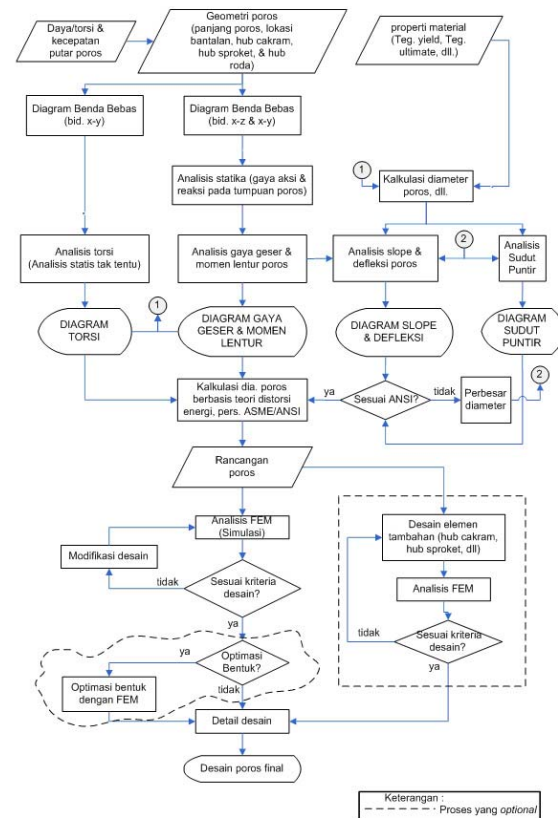 Daya/torsi &
kecepatan
putar poros
Geometri poros
(panjang poros, lokasi
bantalan, hub cakram,
hub sproket, & hub
roda)
properti material
(Teg. yield, Teg.
ultimate, dll.)
Diagram Benda Bebas
(bid. x-y)
Diagram Benda Bebas
(bid. x-z & x-y)
Analisis statika (gaya aksi &
reaksi pada tumpuan poros)
1
Kalkulasi diameter
poros, dll.
Analisis torsi
(Analisis statis tak tentu)
Analisis gaya geser &
momen lentur poros
Analisis slope &
defleksi poros
2
Analisis
Sudut
Puntir
DIAGRAM
TORSI
1
DIAGRAM GAYA
GESER & MOMEN
LENTUR
DIAGRAM SLOPE
& DEFLEKSI
DIAGRAM
SUDUT
PUNTIR
Kalkulasi dia. poros
berbasis teori distorsi
energi, pers. ASME/ANSI
ya
Sesuai ANSI?
tidak
Perbesar
diameter
2
Rancangan
poros
Analisis FEM
(Simulasi)
Modifikasi desain
tidak
Sesuai kriteria
desain?
ya
Desain elemen
tambahan (hub cakram,
hub sproket, dll)
Analisis FEM
tidak
Sesuai kriteria
desain?
ya
ya
Optimasi
Bentuk?
tidak
Optimasi bentuk
dengan FEM
Detail desain
Desain poros final
Keterangan :
Proses yang optional